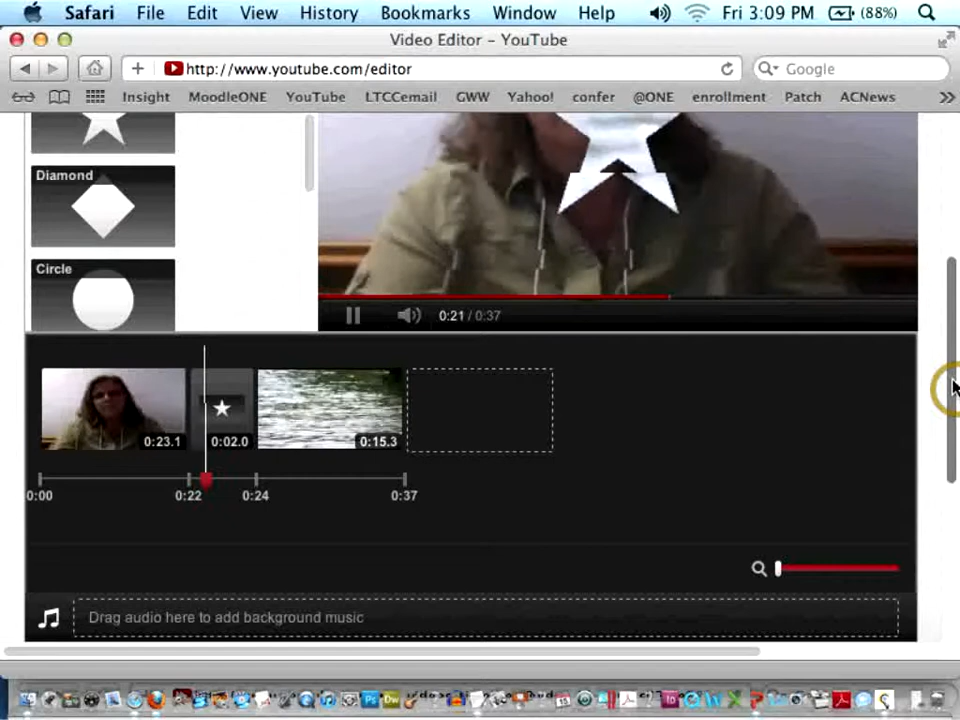 Safari File Edit View History Bookmarks Window Help Fri 3:09 PM (88%)
Video Editor - YouTube
http://www.youtube.com/editor
Google
Insight MoodleONE YouTube LTCCemail GWW Yahoo! confer @ONE enrollment Patch ACNews
Diamond
Circle
0:21 / 0:37
0:23.1
0:02.0
0:15.3
0:00 0:22 0:24 0:37
Drag audio here to add background music